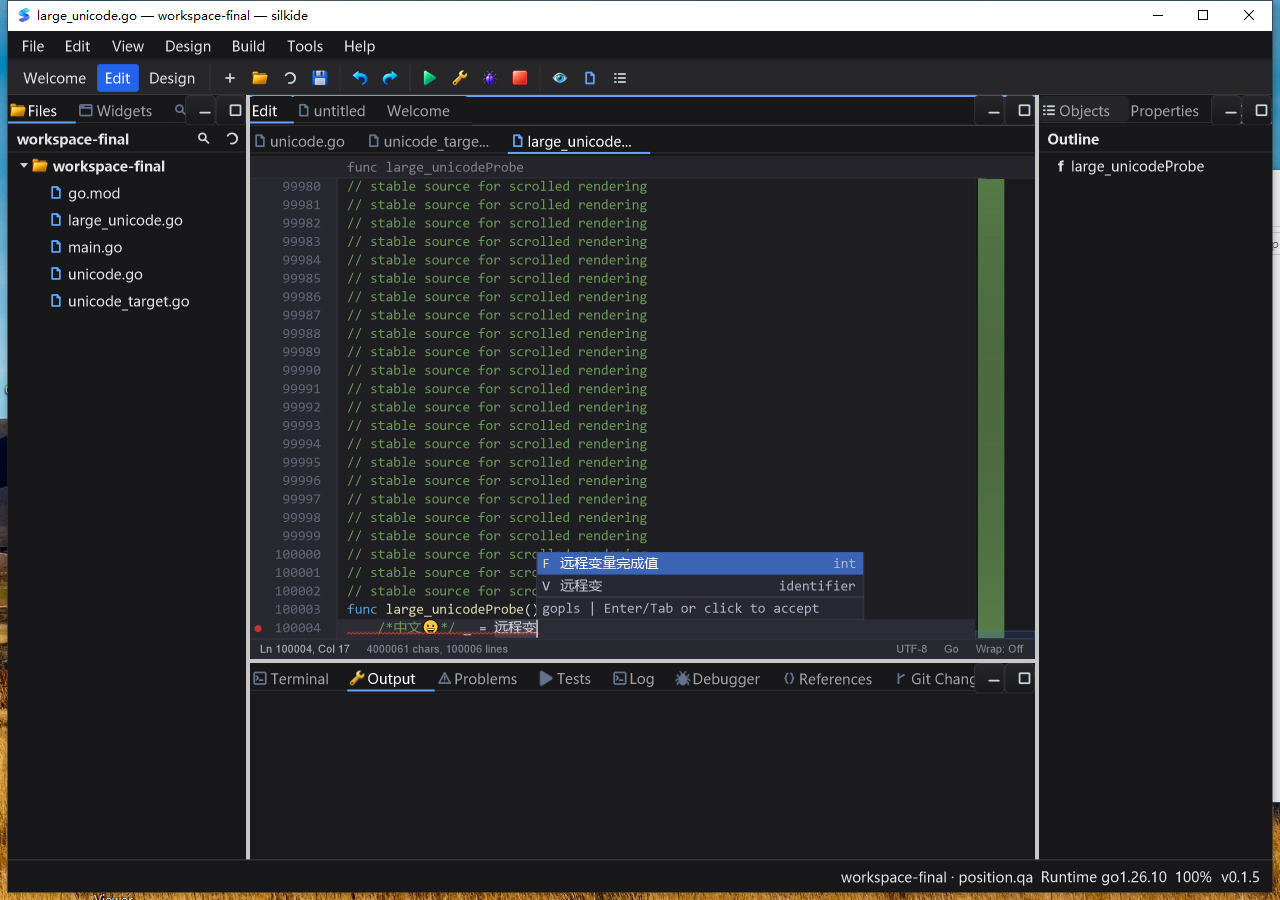 large_unicode.go — workspace-final — silkide
File Edit View Design Build Tools Help
Welcome Edit Design
Files Widgets
Edit untitled Welcome
Objects Properties
workspace-final
unicode.go unicode_targe... large_unicode...
Outline
workspace-final
func large_unicodeProbe
f large_unicodeProbe
go.mod
large_unicode.go
main.go
unicode.go
unicode_target.go
99980 // stable source for scrolled rendering
99981 // stable source for scrolled rendering
99982 // stable source for scrolled rendering
99983 // stable source for scrolled rendering
99984 // stable source for scrolled rendering
99985 // stable source for scrolled rendering
99986 // stable source for scrolled rendering
99987 // stable source for scrolled rendering
99988 // stable source for scrolled rendering
99989 // stable source for scrolled rendering
99990 // stable source for scrolled rendering
99991 // stable source for scrolled rendering
99992 // stable source for scrolled rendering
99993 // stable source for scrolled rendering
99994 // stable source for scrolled rendering
99995 // stable source for scrolled rendering
99996 // stable source for scrolled rendering
99997 // stable source for scrolled rendering
99998 // stable source for scrolled rendering
99999 // stable source for scrolled rendering
100000 // stable source for
100001 // stable source for
100002 // stable source for
100003 func large_unicodeProbe()
100004 /*中文😀*/ _ = 远程变
F 远程变量完成值 int
V 远程变 identifier
gopls | Enter/Tab or click to accept
Ln 100004, Col 17 4000061 chars, 100006 lines UTF-8 Go Wrap: Off
Terminal Output Problems Tests Log Debugger References Git Chang
workspace-final · position.qa Runtime go1.26.10 100% v0.1.5